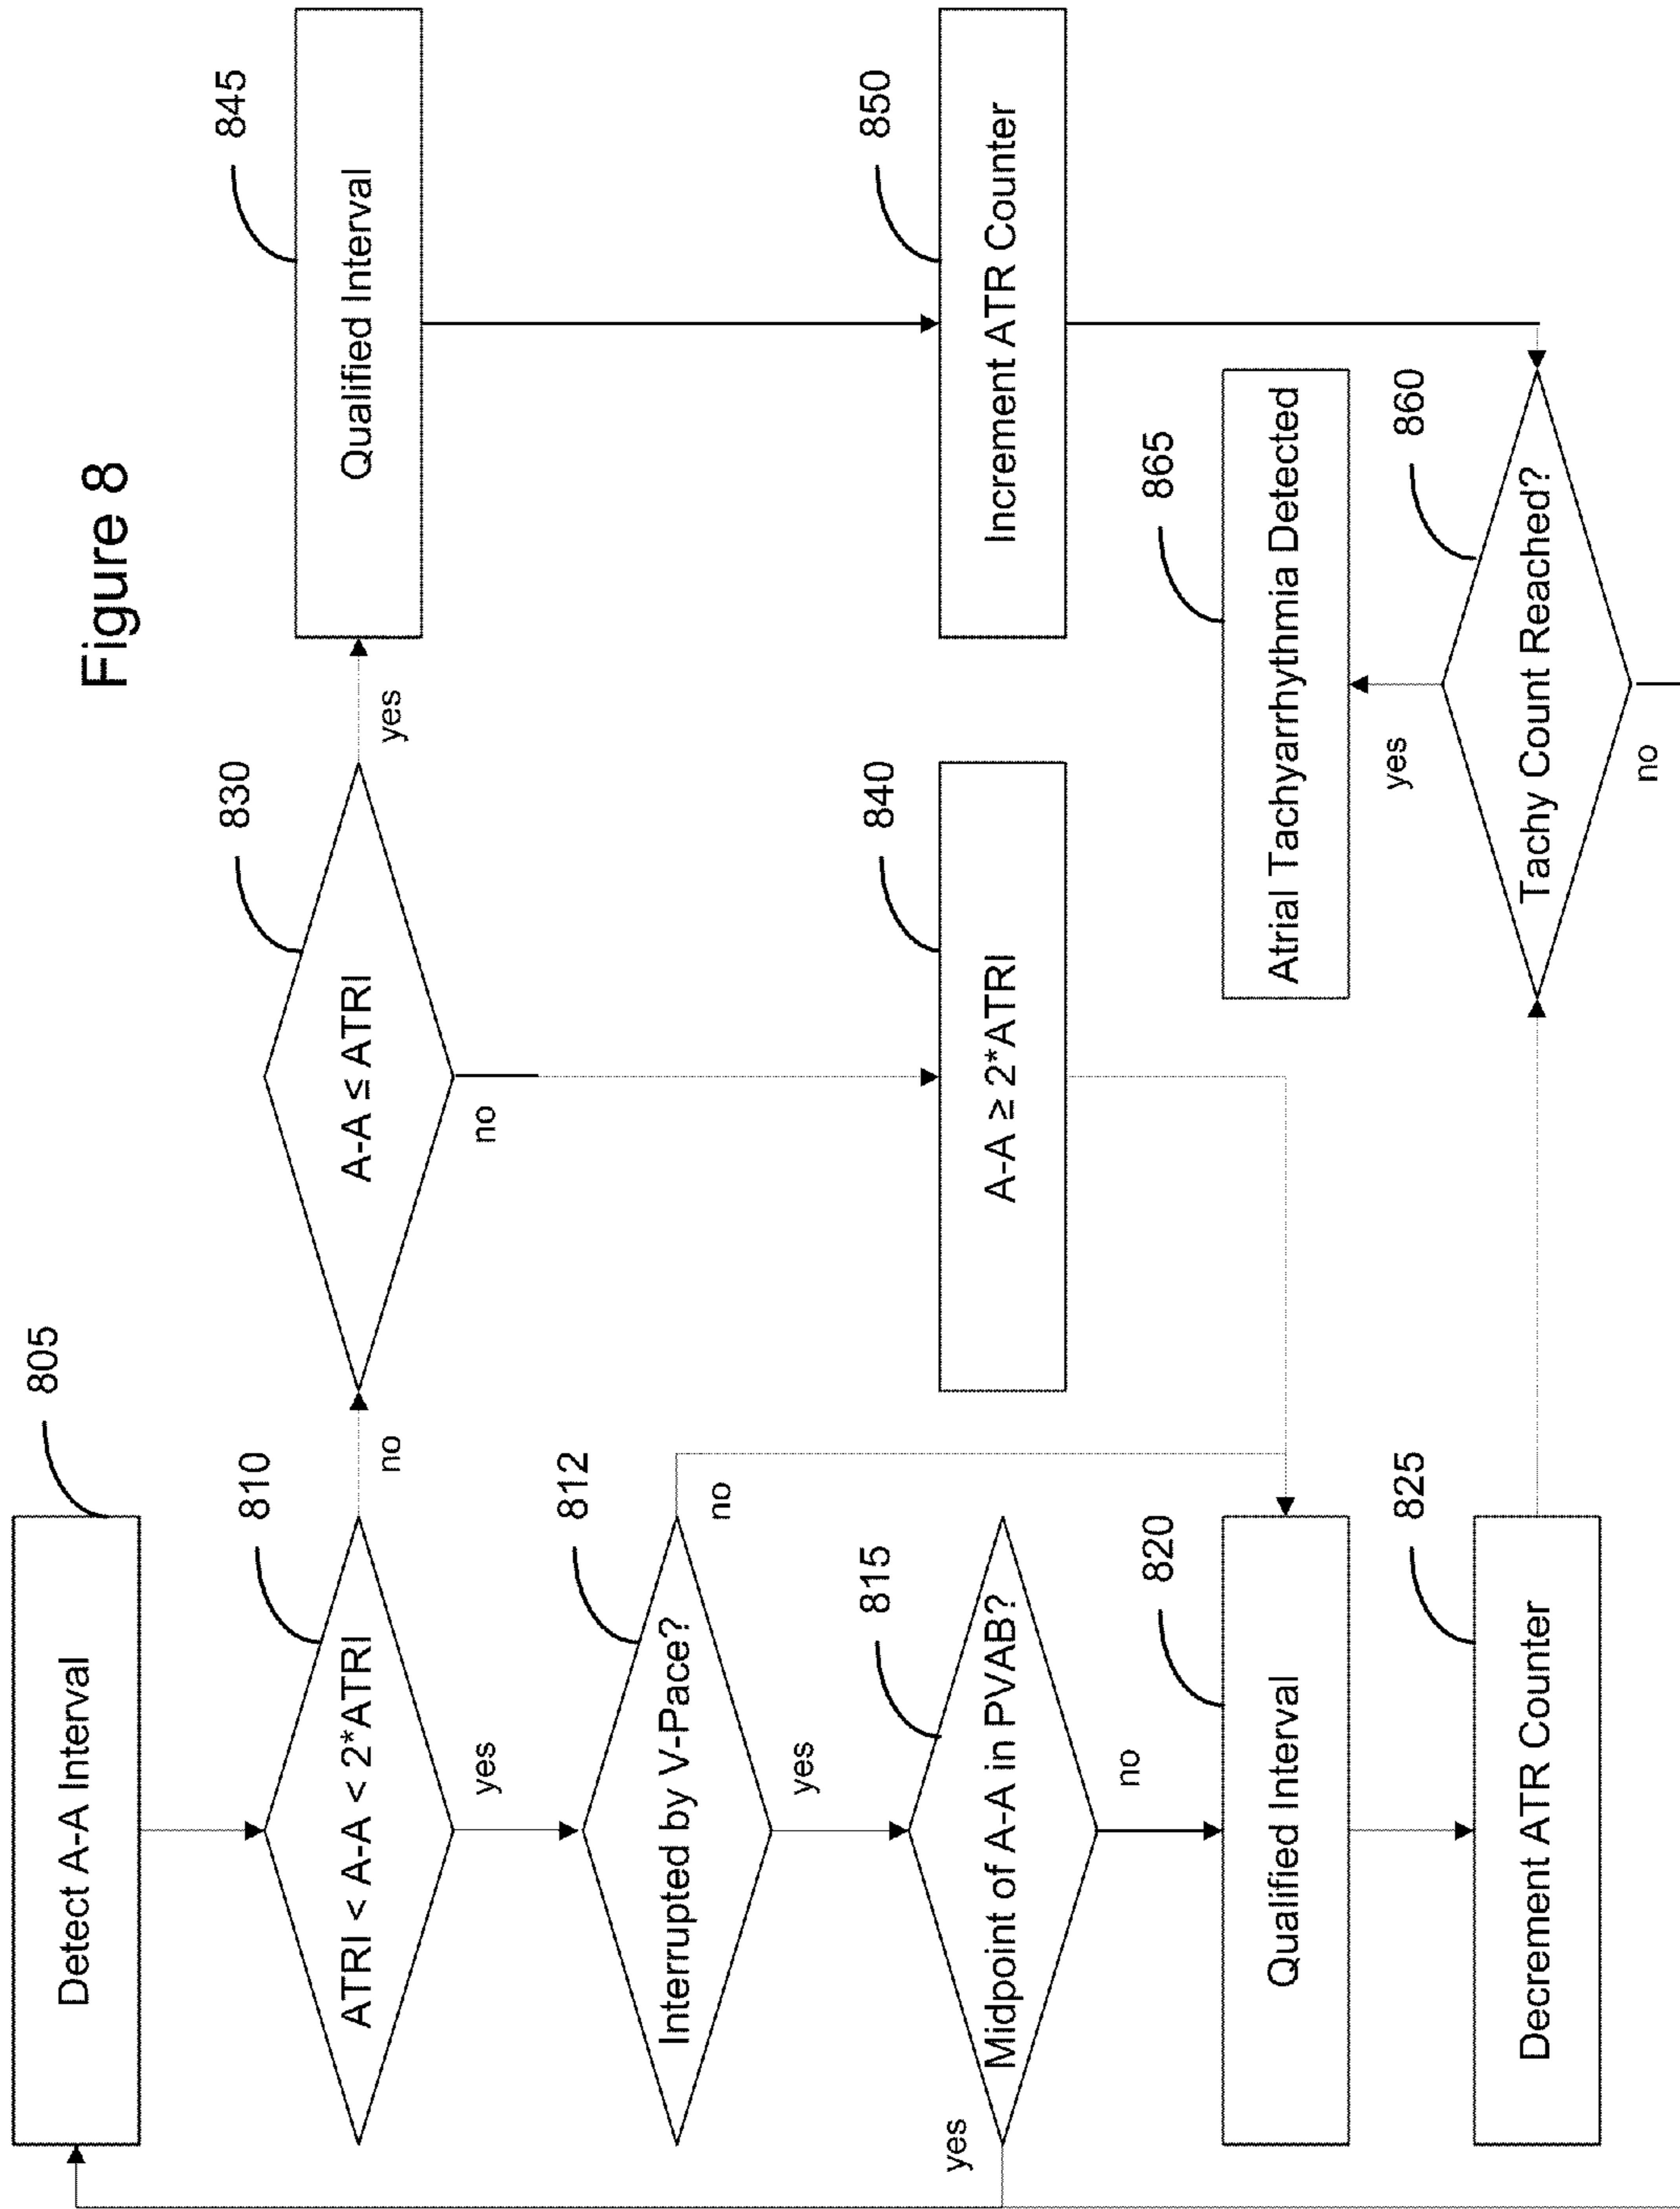 Figure 8
805
Detect A-A Interval
810
ATRI < A-A < 2*ATRI
no
yes
830
A-A ≤ ATRI
yes
no
845
Qualified Interval
812
Interrupted by V-Pace?
no
yes
815
Midpoint of A-A in PVAB?
yes
no
840
A-A ≥ 2*ATRI
850
Increment ATR Counter
820
Qualified Interval
865
Atrial Tachyarrhythmia Detected
yes
825
Decrement ATR Counter
860
Tachy Count Reached?
no